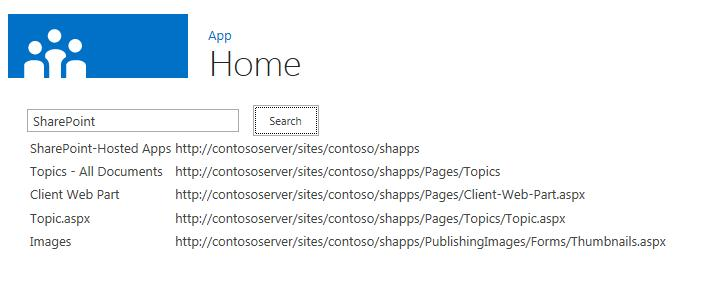 App
Home
SharePoint
Search
SharePoint-Hosted Apps http://contososerver/sites/contoso/shapps
Topics - All Documents http://contososerver/sites/contoso/shapps/Pages/Topics
Client Web Part http://contososerver/sites/contoso/shapps/Pages/Client-Web-Part.aspx
Topic.aspx http://contososerver/sites/contoso/shapps/Pages/Topics/Topic.aspx
Images http://contososerver/sites/contoso/shapps/PublishingImages/Forms/Thumbnails.aspx